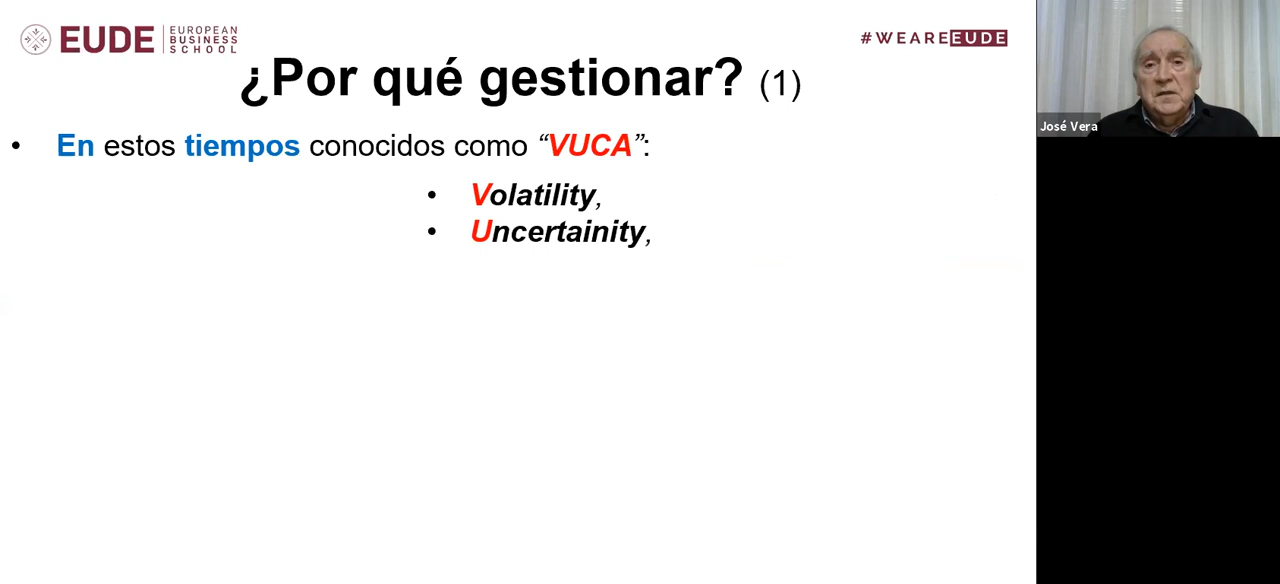 EUDE EUROPEAN BUSINESS SCHOOL
#WEAREEUDE
¿Por qué gestionar? (1)
• En estos tiempos conocidos como “VUCA”:
• Volatility,
• Uncertainity,
José Vera